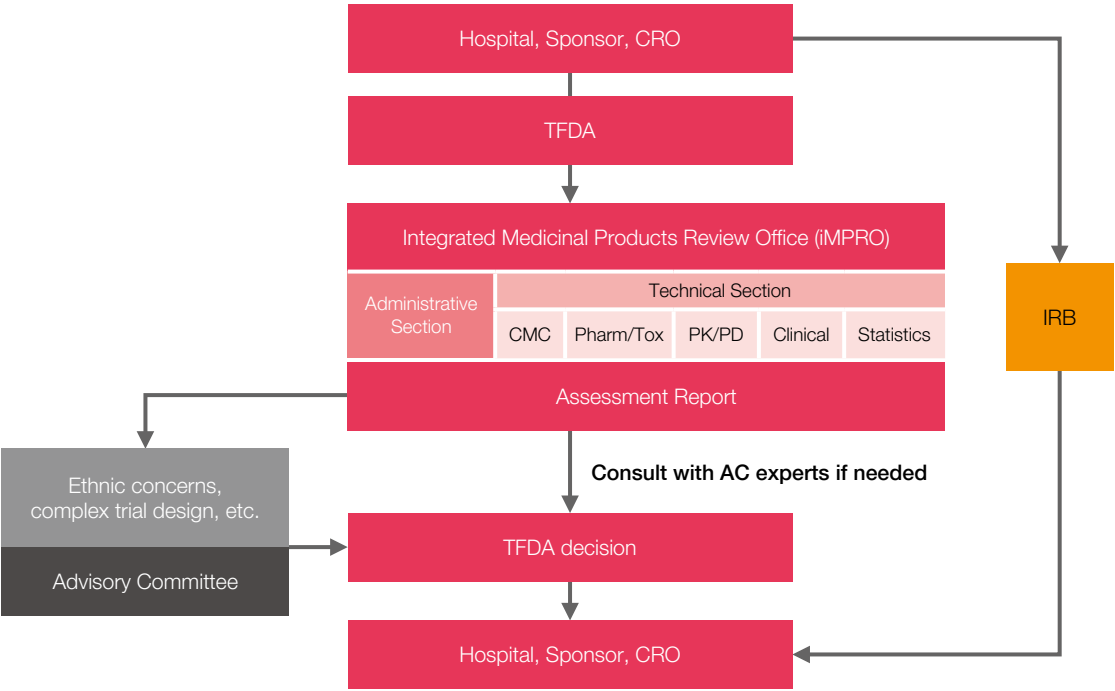 Hospital, Sponsor, CRO
TFDA
Integrated Medicinal Products Review Office (iMPRO)
Administrative
Section
Technical Section
CMC
Pharm/Tox
PK/PD
Clinical
Statistics
IRB
Assessment Report
Consult with AC experts if needed
Ethnic concerns,
complex trial design, etc.
Advisory Committee
TFDA decision
Hospital, Sponsor, CRO